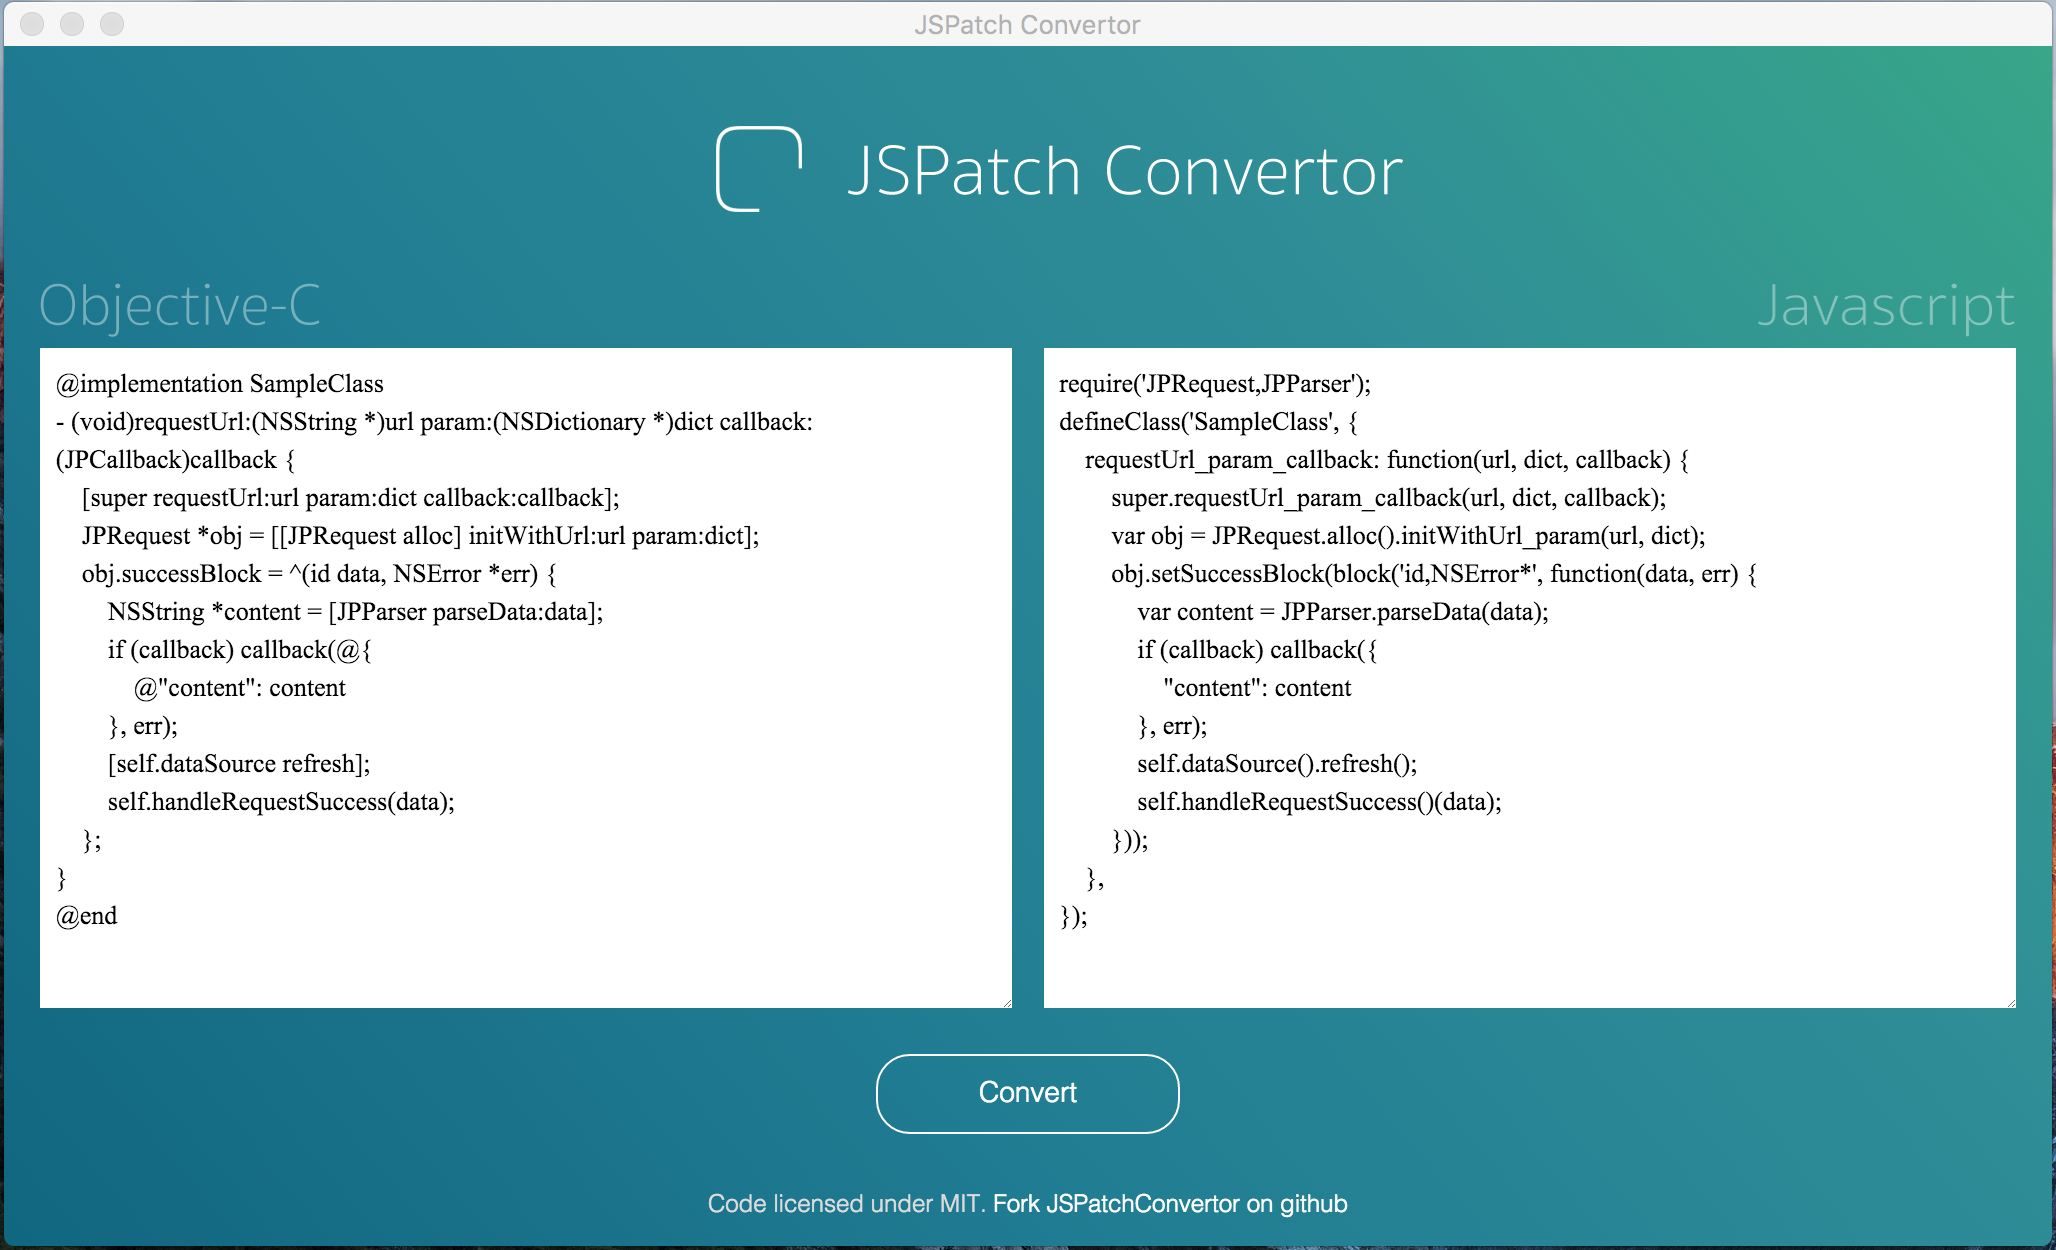 JSPatch Convertor
JSPatch Convertor
Objective-C
Javascript
@implementation SampleClass
- (void)requestUrl:(NSString *)url param:(NSDictionary *)dict callback:
(JPCallback)callback {
    [super requestUrl:url param:dict callback:callback];
    JPRequest *obj = [[JPRequest alloc] initWithUrl:url param:dict];
    obj.successBlock = ^(id data, NSError *err) {
        NSString *content = [JPParser parseData:data];
        if (callback) callback(@{
            @"content": content
        }, err);
        [self.dataSource refresh];
        self.handleRequestSuccess(data);
    };
}
@end
require('JPRequest,JPParser');
defineClass('SampleClass', {
    requestUrl_param_callback: function(url, dict, callback) {
        super.requestUrl_param_callback(url, dict, callback);
        var obj = JPRequest.alloc().initWithUrl_param(url, dict);
        obj.setSuccessBlock(block('id,NSError*', function(data, err) {
            var content = JPParser.parseData(data);
            if (callback) callback({
                "content": content
            }, err);
            self.dataSource().refresh();
            self.handleRequestSuccess()(data);
        }));
    },
});
Convert
Code licensed under MIT. Fork JSPatchConvertor on github